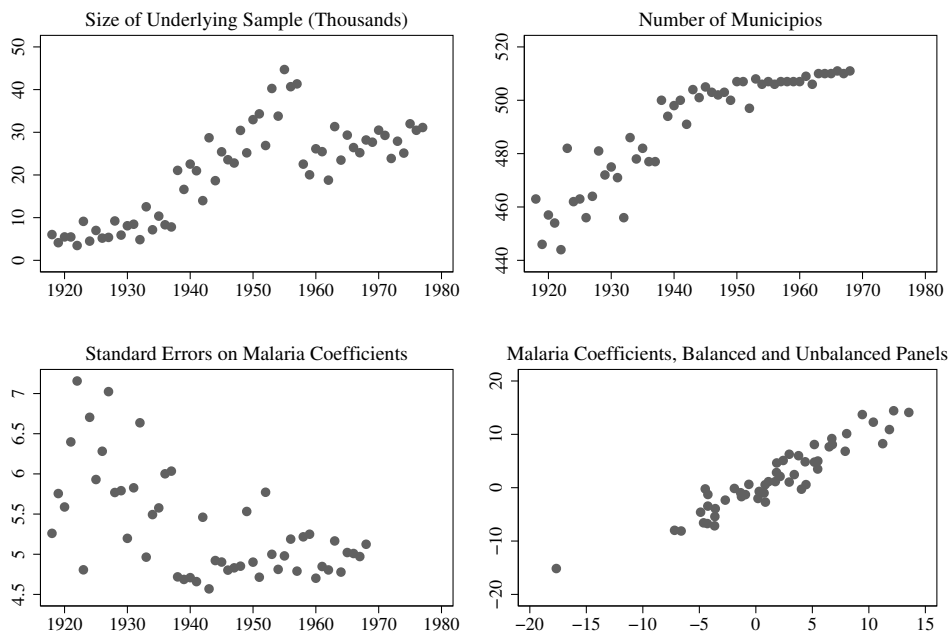 Size of Underlying Sample (Thousands)
50
40
30
20
10
0
1920 1930 1940 1950 1960 1970 1980
Number of Municipios
520
500
480
460
440
1920 1930 1940 1950 1960 1970 1980
Standard Errors on Malaria Coefficients
7
6.5
6
5.5
5
4.5
1920 1930 1940 1950 1960 1970 1980
Malaria Coefficients, Balanced and Unbalanced Panels
20
10
0
−10
−20
−20 −15 −10 −5 0 5 10 15